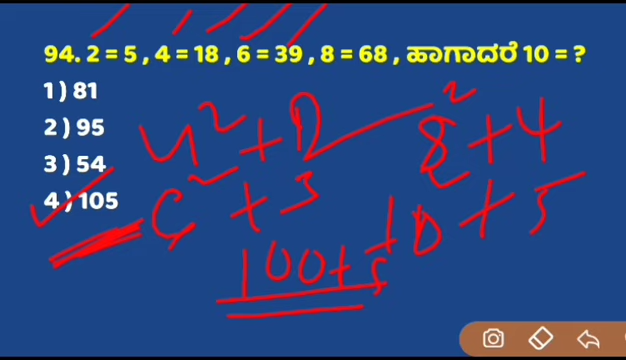 94. 2 = 5 , 4 = 18 , 6 = 39 , 8 = 68 , ಹಾಗಾದರೆ 10 = ?
1 ) 81
2 ) 95
3 ) 54
4 ) 105
4² + 2
8² + 4
6² + 3
10 + 5
100 + 5